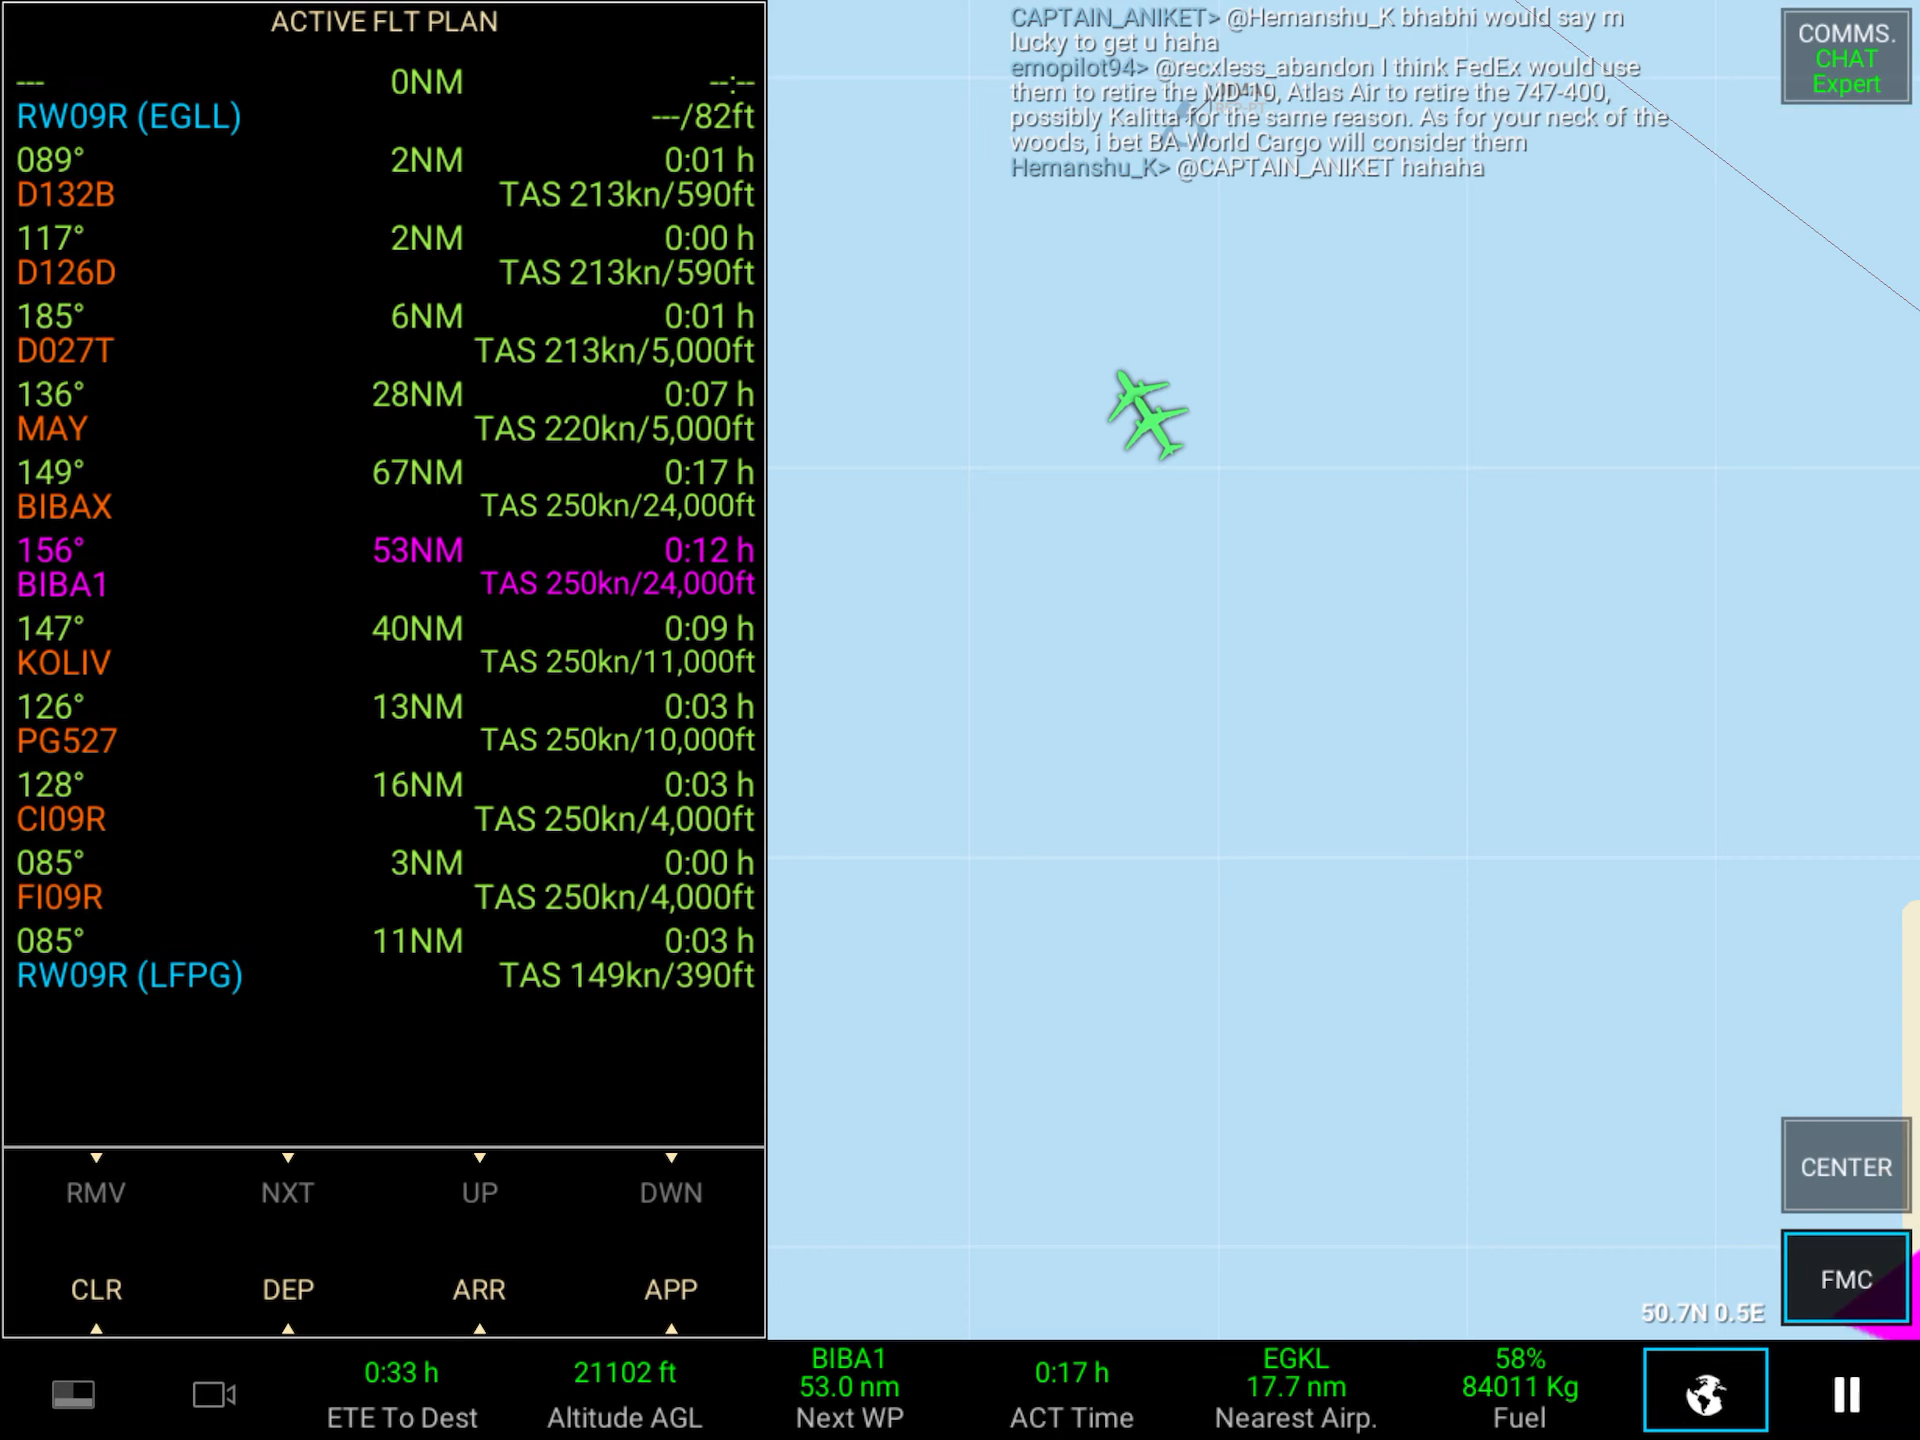 ACTIVE FLT PLAN
--- 0NM --:--
RW09R (EGLL) ---/82ft
089° 2NM 0:01 h
D132B TAS 213kn/590ft
117° 2NM 0:00 h
D126D TAS 213kn/590ft
185° 6NM 0:01 h
D027T TAS 213kn/5,000ft
136° 28NM 0:07 h
MAY TAS 220kn/5,000ft
149° 67NM 0:17 h
BIBAX TAS 250kn/24,000ft
156° 53NM 0:12 h
BIBA1 TAS 250kn/24,000ft
147° 40NM 0:09 h
KOLIV TAS 250kn/11,000ft
126° 13NM 0:03 h
PG527 TAS 250kn/10,000ft
128° 16NM 0:03 h
CI09R TAS 250kn/4,000ft
085° 3NM 0:00 h
FI09R TAS 250kn/4,000ft
085° 11NM 0:03 h
RW09R (LFPG) TAS 149kn/390ft
RMV NXT UP DWN
CLR DEP ARR APP
CAPTAIN_ANIKET> @Hemanshu_K bhabhi would say m
lucky to get u haha
emopilot94> @recxless_abandon I think FedEx would use
them to retire the MD-10, Atlas Air to retire the 747-400,
possibly Kalitta for the same reason. As for your neck of the
woods, i bet BA World Cargo will consider them
Hemanshu_K> @CAPTAIN_ANIKET hahaha
COMMS.
CHAT
Expert
CENTER
FMC
50.7N 0.5E
0:33 h
ETE To Dest
21102 ft
Altitude AGL
BIBA1
53.0 nm
Next WP
0:17 h
ACT Time
EGKL
17.7 nm
Nearest Airp.
58%
84011 Kg
Fuel